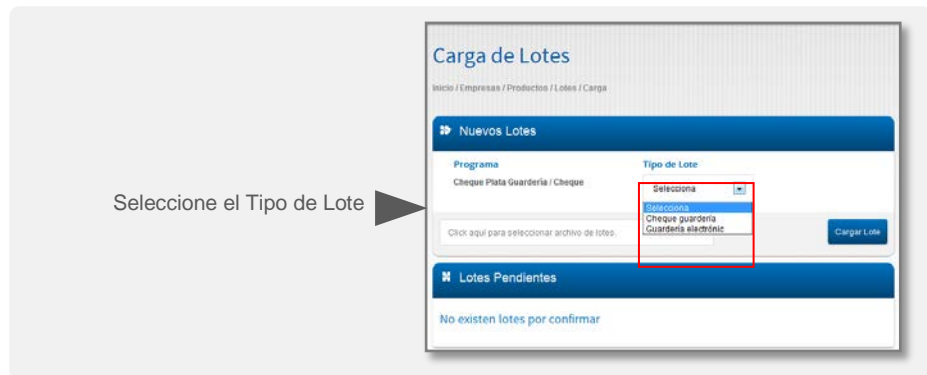 Carga de Lotes
Inicio / Empresas / Productos / Lotes / Carga
Nuevos Lotes
Programa
Tipo de Lote
Cheque Plata Guardería / Cheque
Selecciona
Selecciona
Cheque guardería
Guardería electrónic
Seleccione el Tipo de Lote
Click aquí para seleccionar archivo de lotes.
Cargar Lote
Lotes Pendientes
No existen lotes por confirmar